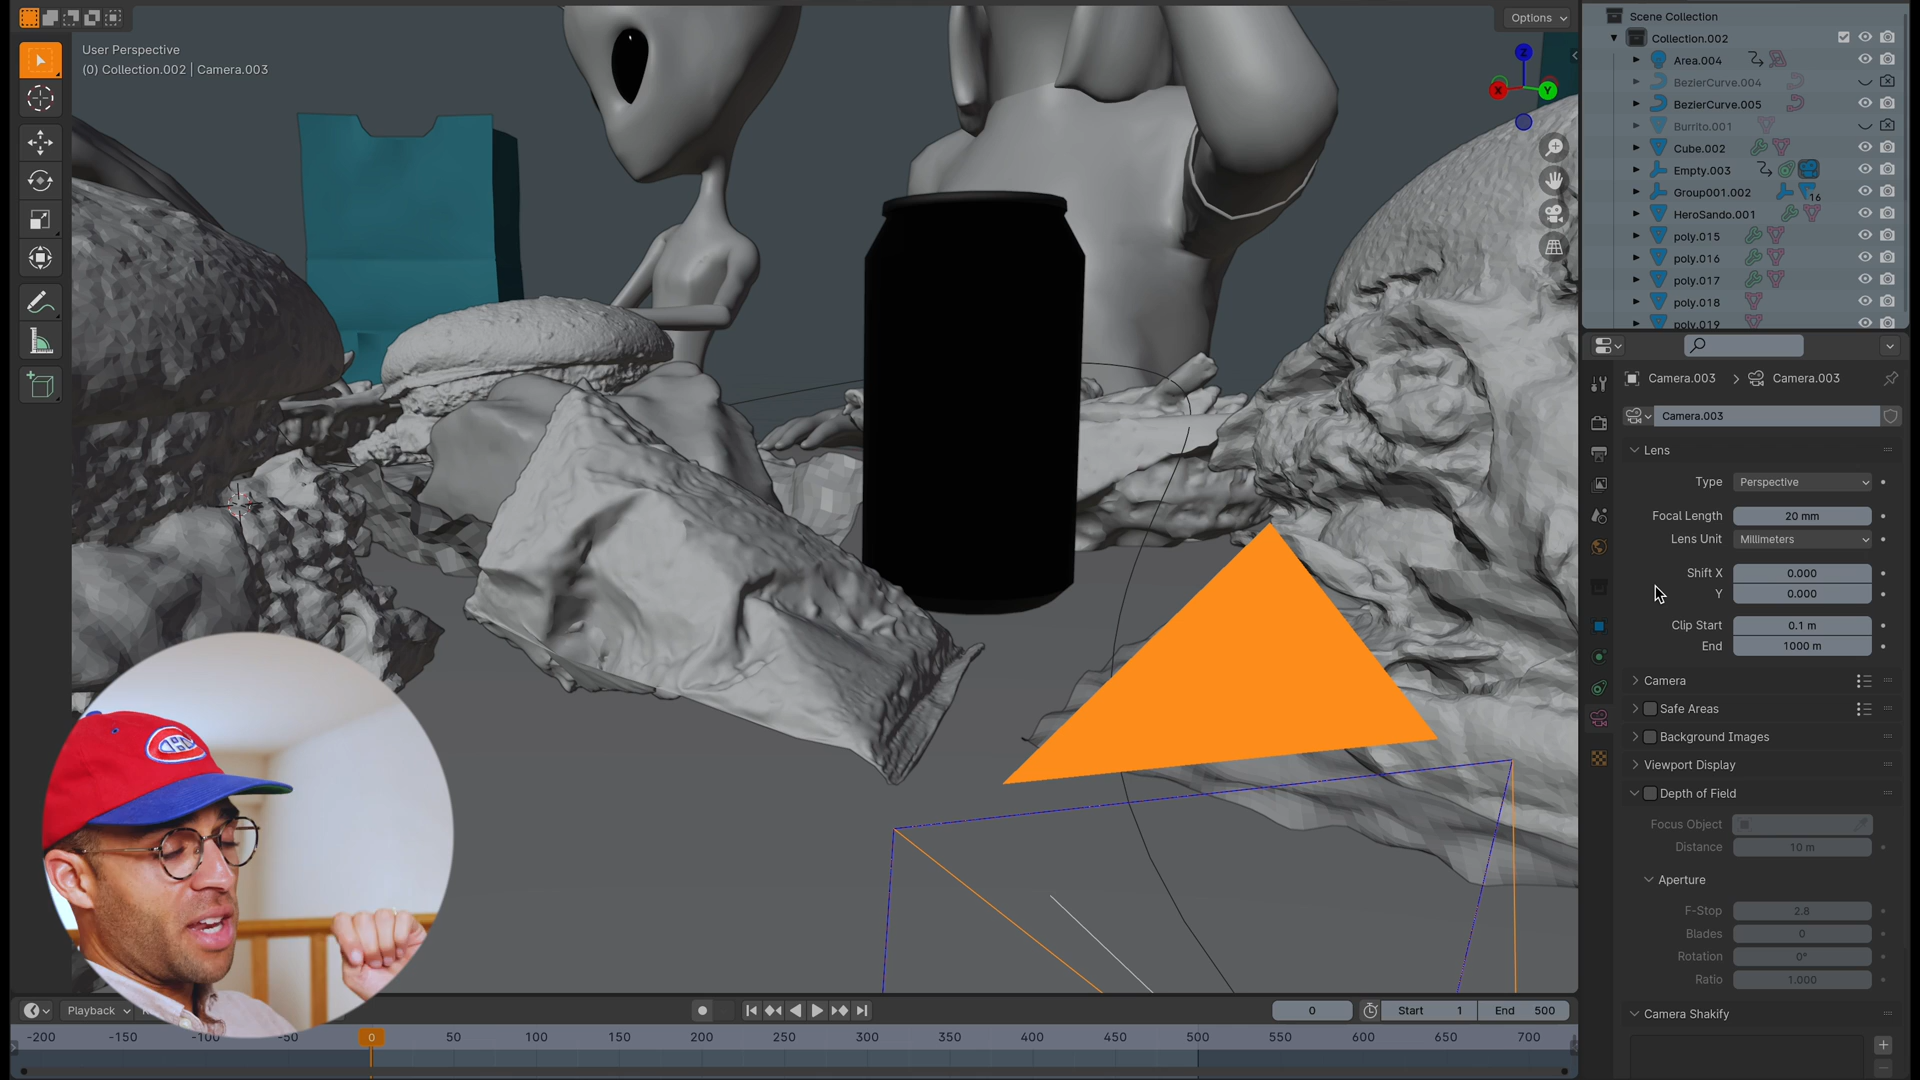 Options
User Perspective
(0) Collection.002 | Camera.003
Z
X
Y
Scene Collection
Collection.002
Area.004
BezierCurve.004
BezierCurve.005
Burrito.001
Cube.002
Empty.003
Group001.002
16
HeroSando.001
poly.015
poly.016
poly.017
poly.018
poly.019
Camera.003
Camera.003
Camera.003
Lens
Type
Perspective
Focal Length
20 mm
Lens Unit
Millimeters
Shift X
0.000
Y
0.000
Clip Start
0.1 m
End
1000 m
Camera
Safe Areas
Background Images
Viewport Display
Depth of Field
Focus Object
Distance
10 m
Aperture
F-Stop
2.8
Blades
0
Rotation
0°
Ratio
1.000
Camera Shakify
Playback
0
Start 1
End 500
-200 -150 -100 -50 0 50 100 150 200 250 300 350 400 450 500 550 600 650 700